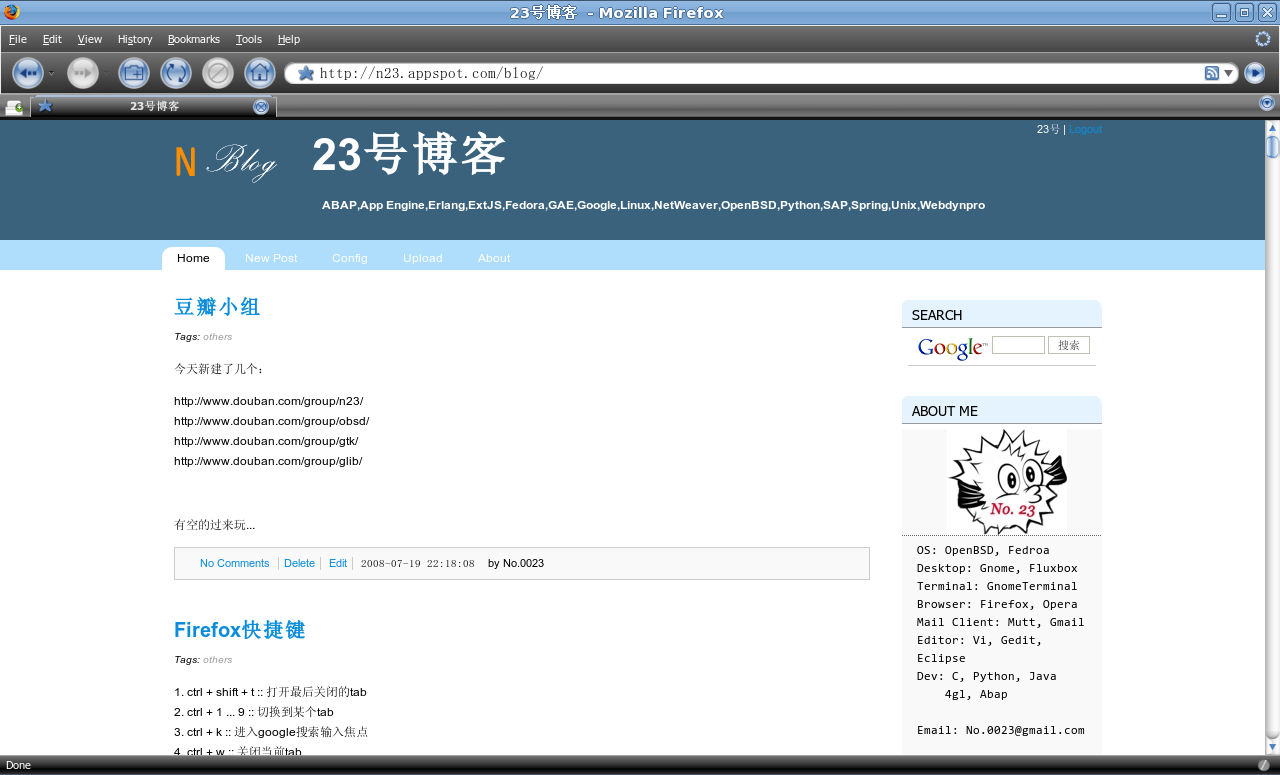 23号博客 - Mozilla Firefox
File Edit View History Bookmarks Tools Help
http://n23.appspot.com/blog/
23号博客
23号 | Logout
N Blog 23号博客
ABAP,App Engine,Erlang,ExtJS,Fedora,GAE,Google,Linux,NetWeaver,OpenBSD,Python,SAP,Spring,Unix,Webdynpro
Home New Post Config Upload About
豆瓣小组
Tags: others
今天新建了几个：
http://www.douban.com/group/n23/
http://www.douban.com/group/obsd/
http://www.douban.com/group/gtk/
http://www.douban.com/group/glib/
有空的过来玩...
No Comments Delete Edit 2008-07-19 22:18:08 by No.0023
Firefox快捷键
Tags: others
1. ctrl + shift + t :: 打开最后关闭的tab
2. ctrl + 1 ... 9 :: 切换到某个tab
3. ctrl + k :: 进入google搜索输入焦点
4. ctrl + w :: 关闭当前tab
SEARCH
Google™ 搜索
ABOUT ME
No. 23
OS: OpenBSD, Fedroa
Desktop: Gnome, Fluxbox
Terminal: GnomeTerminal
Browser: Firefox, Opera
Mail Client: Mutt, Gmail
Editor: Vi, Gedit,
Eclipse
Dev: C, Python, Java
4gl, Abap
Email: No.0023@gmail.com
Done